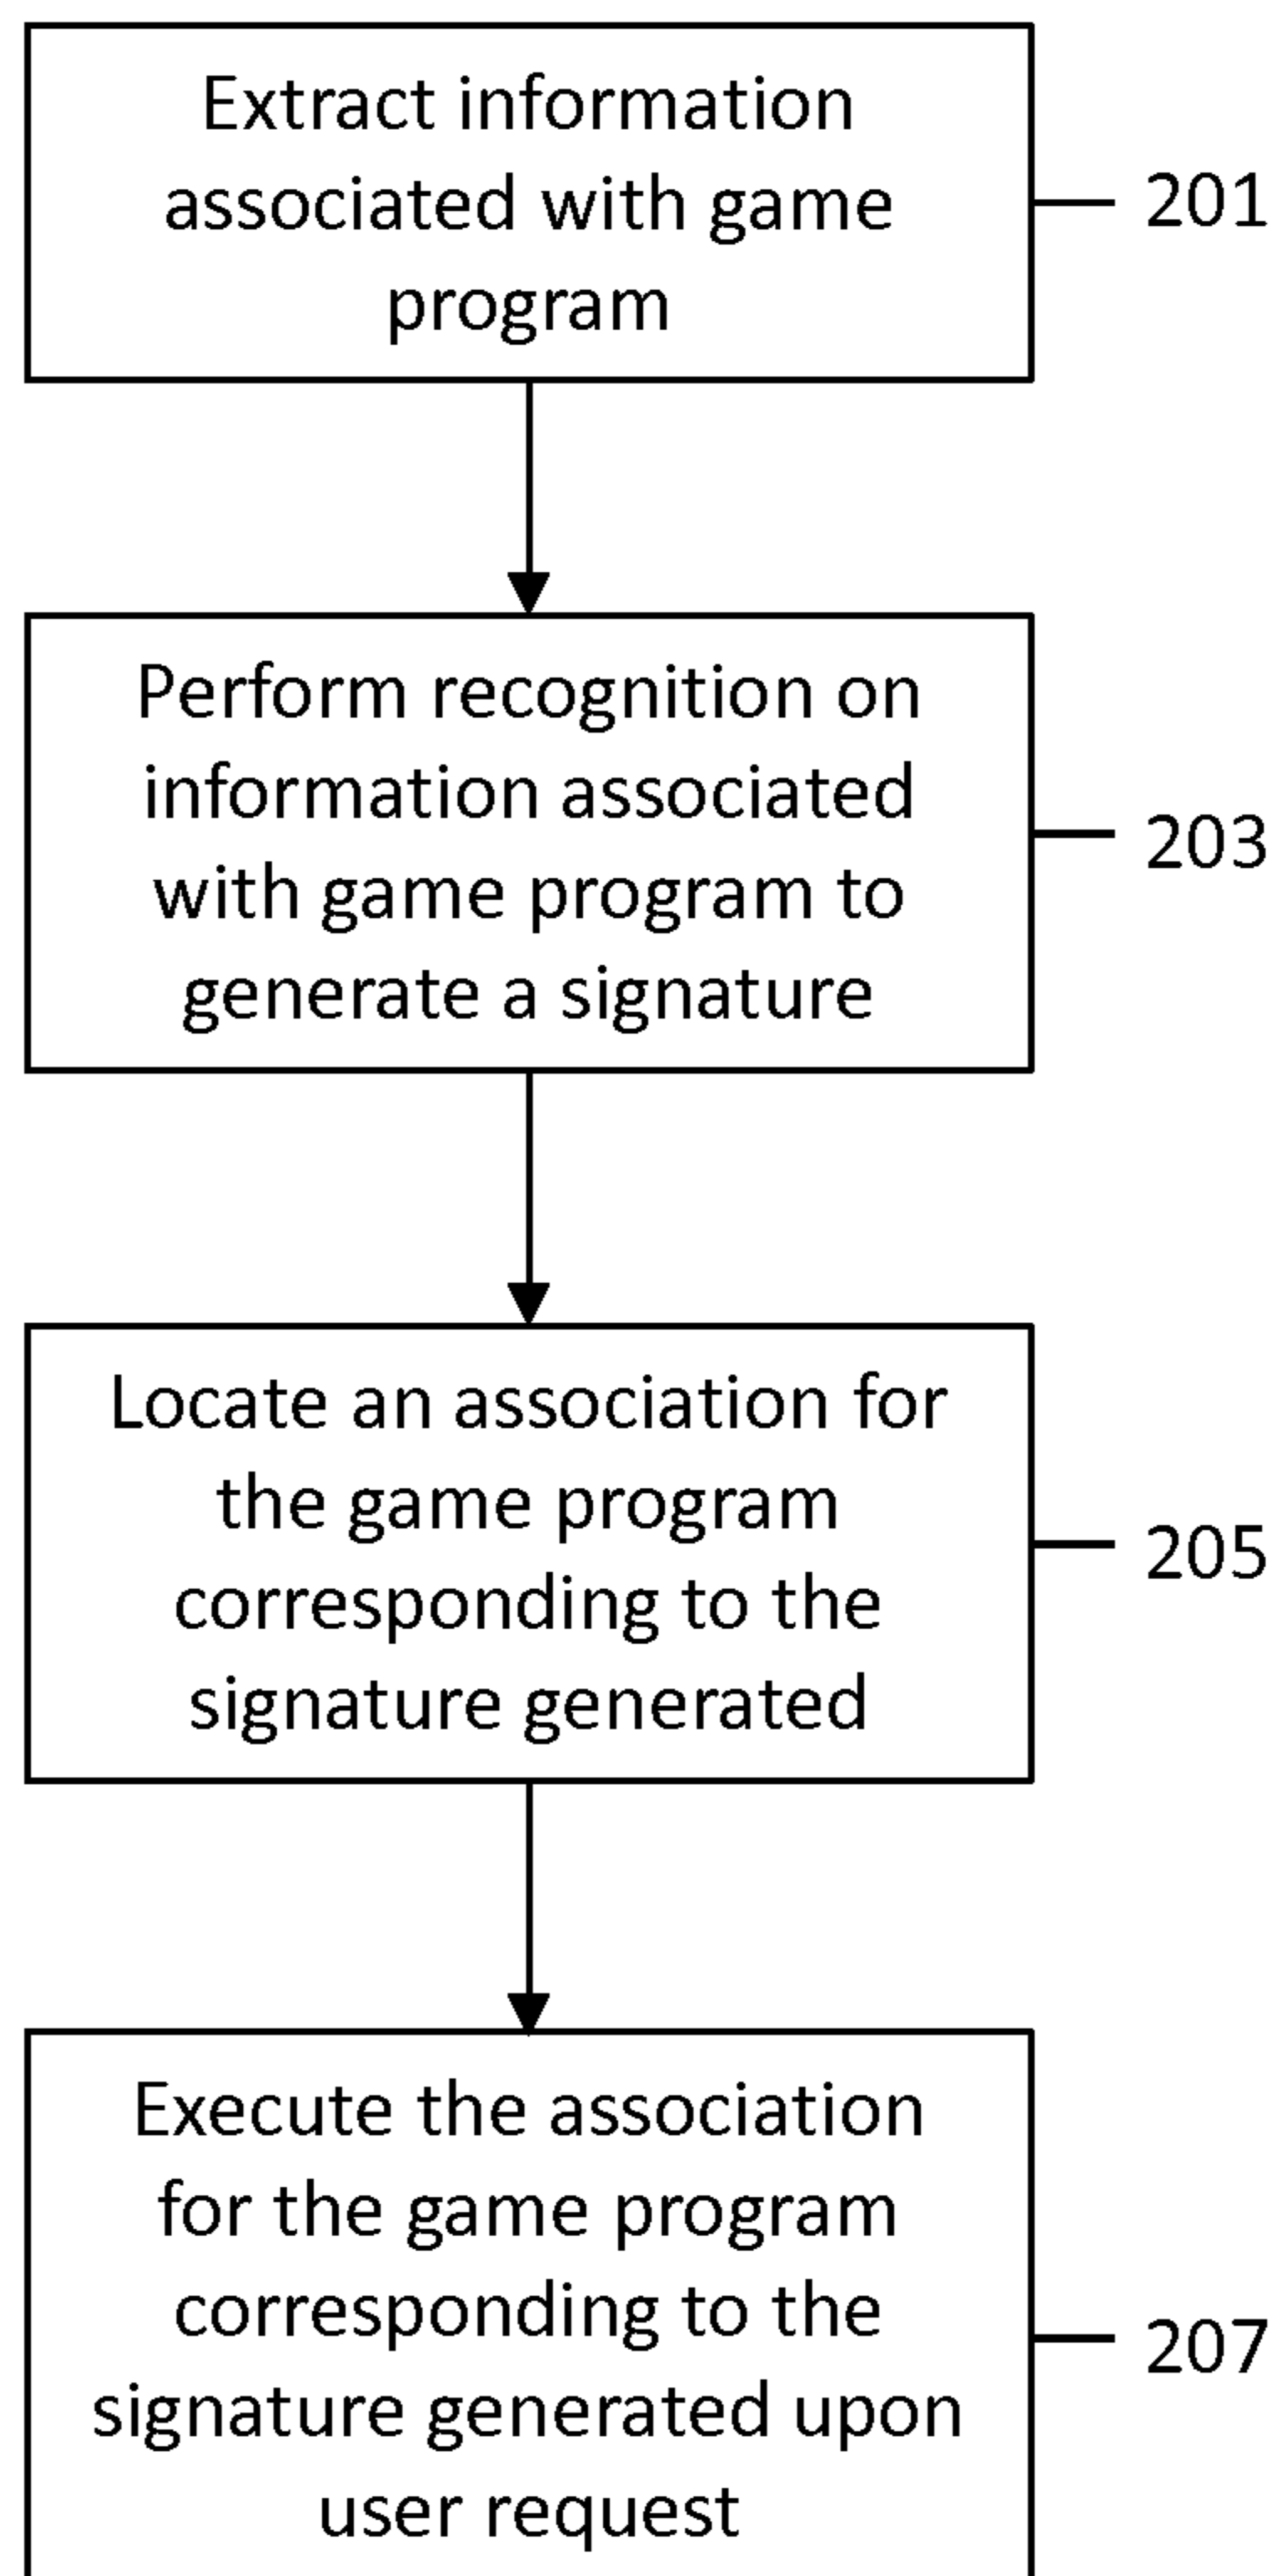 Extract information
associated with game
program
201
Perform recognition on
information associated
with game program to
generate a signature
203
Locate an association for
the game program
corresponding to the
signature generated
205
Execute the association
for the game program
corresponding to the
signature generated upon
user request
207